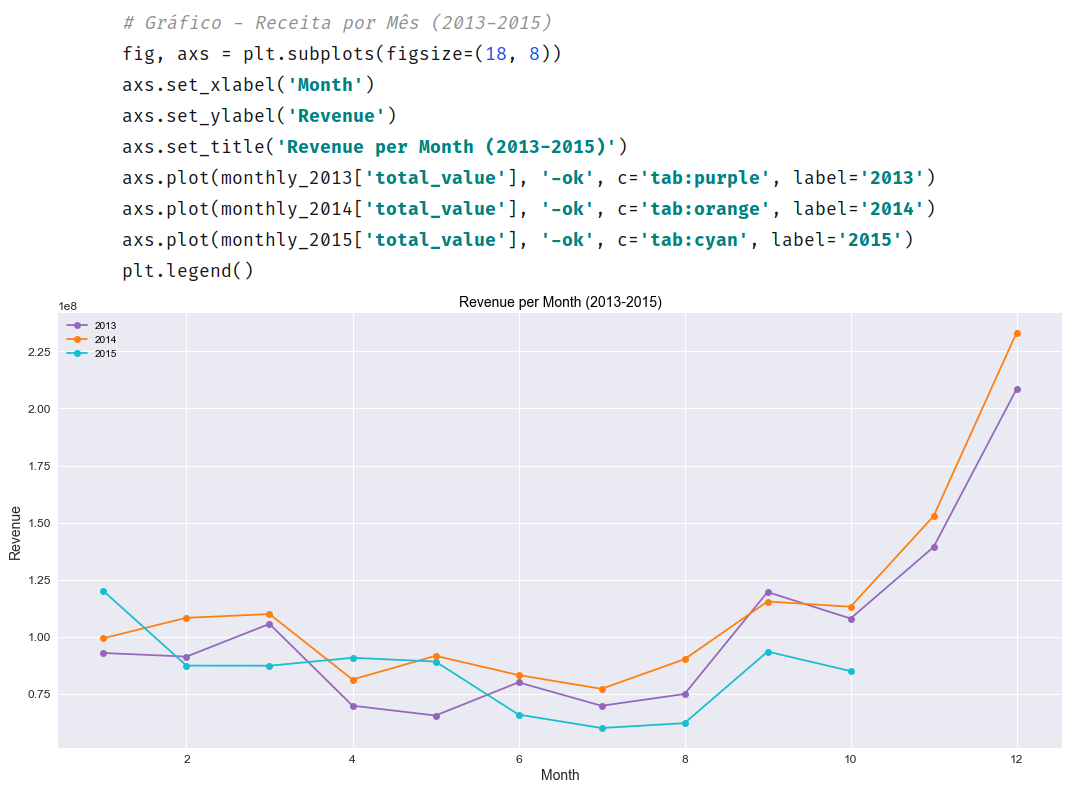 # Gráfico - Receita por Mês (2013-2015)
fig, axs = plt.subplots(figsize=(18, 8))
axs.set_xlabel('Month')
axs.set_ylabel('Revenue')
axs.set_title('Revenue per Month (2013-2015)')
axs.plot(monthly_2013['total_value'], '-ok', c='tab:purple', label='2013')
axs.plot(monthly_2014['total_value'], '-ok', c='tab:orange', label='2014')
axs.plot(monthly_2015['total_value'], '-ok', c='tab:cyan', label='2015')
plt.legend()
Revenue per Month (2013-2015)
1e8
2013
2014
2015
2.25
2.00
1.75
1.50
1.25
1.00
0.75
Revenue
2 4 6 8 10 12
Month